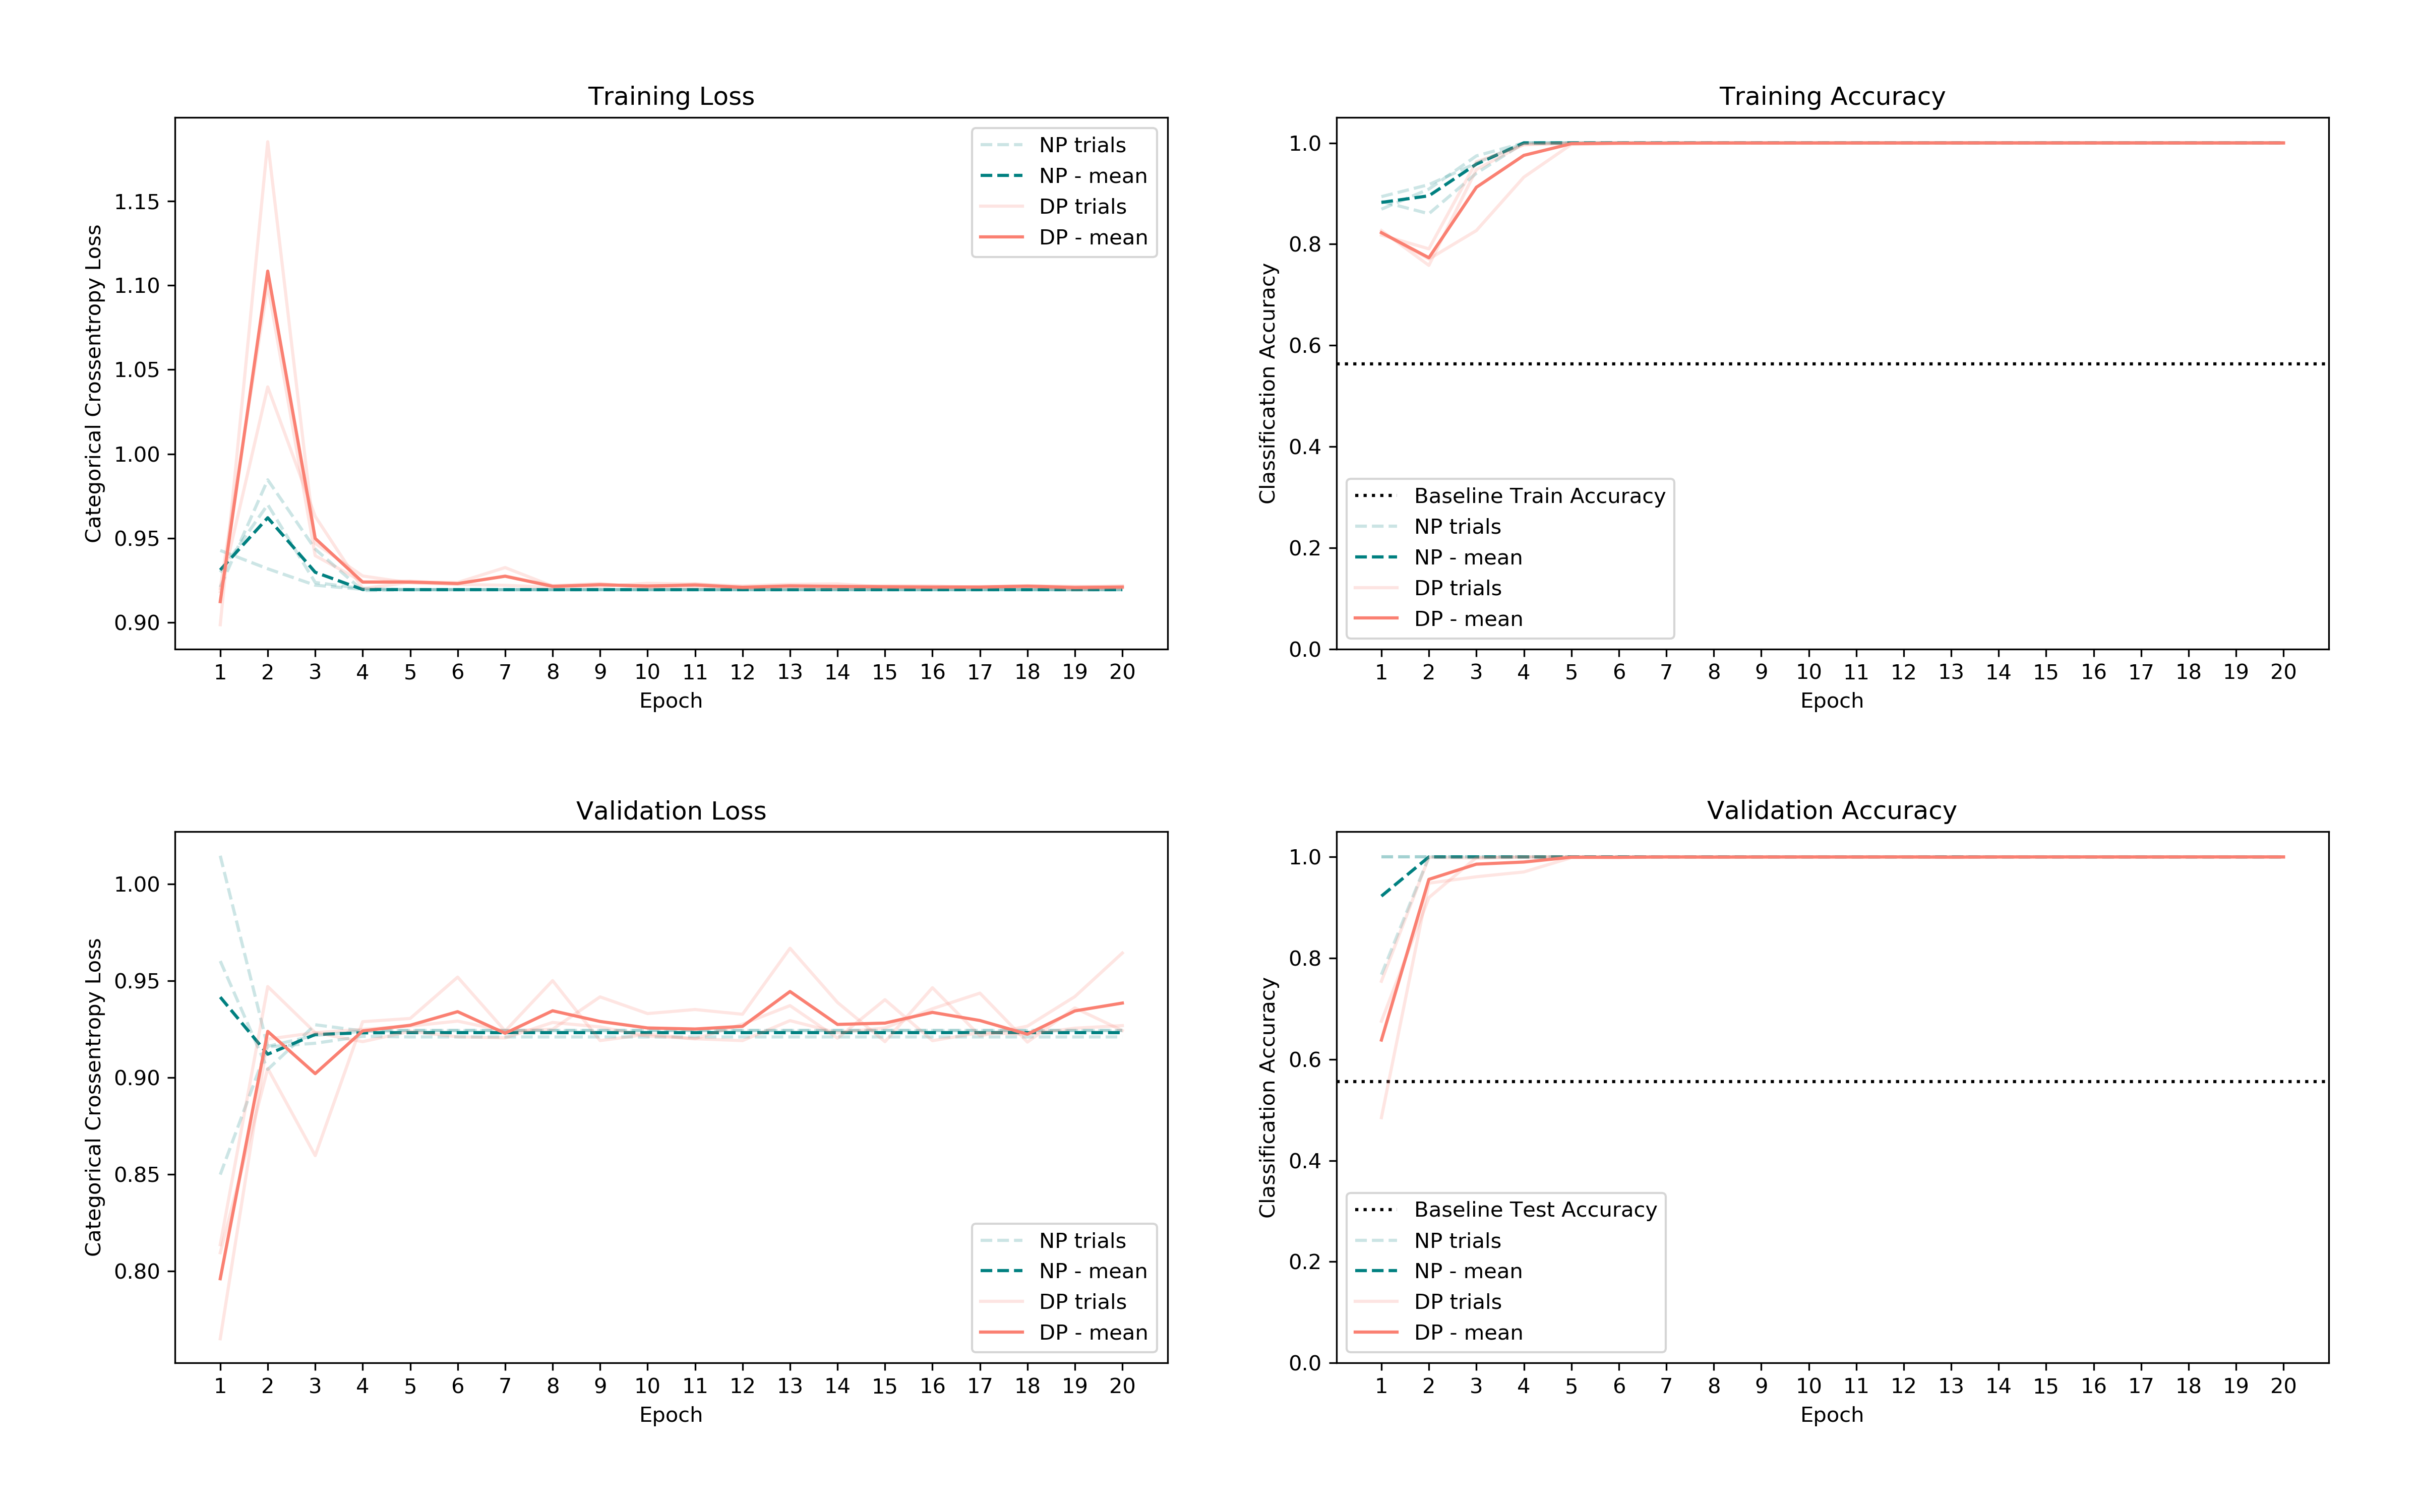 Training Loss
Categorical Crossentropy Loss
1.15
1.10
1.05
1.00
0.95
0.90
NP trials
NP - mean
DP trials
DP - mean
1 2 3 4 5 6 7 8 9 10 11 12 13 14 15 16 17 18 19 20
Epoch
Training Accuracy
Classification Accuracy
1.0
0.8
0.6
0.4
0.2
0.0
Baseline Train Accuracy
NP trials
NP - mean
DP trials
DP - mean
1 2 3 4 5 6 7 8 9 10 11 12 13 14 15 16 17 18 19 20
Epoch
Validation Loss
Categorical Crossentropy Loss
1.00
0.95
0.90
0.85
0.80
NP trials
NP - mean
DP trials
DP - mean
1 2 3 4 5 6 7 8 9 10 11 12 13 14 15 16 17 18 19 20
Epoch
Validation Accuracy
Classification Accuracy
1.0
0.8
0.6
0.4
0.2
0.0
Baseline Test Accuracy
NP trials
NP - mean
DP trials
DP - mean
1 2 3 4 5 6 7 8 9 10 11 12 13 14 15 16 17 18 19 20
Epoch